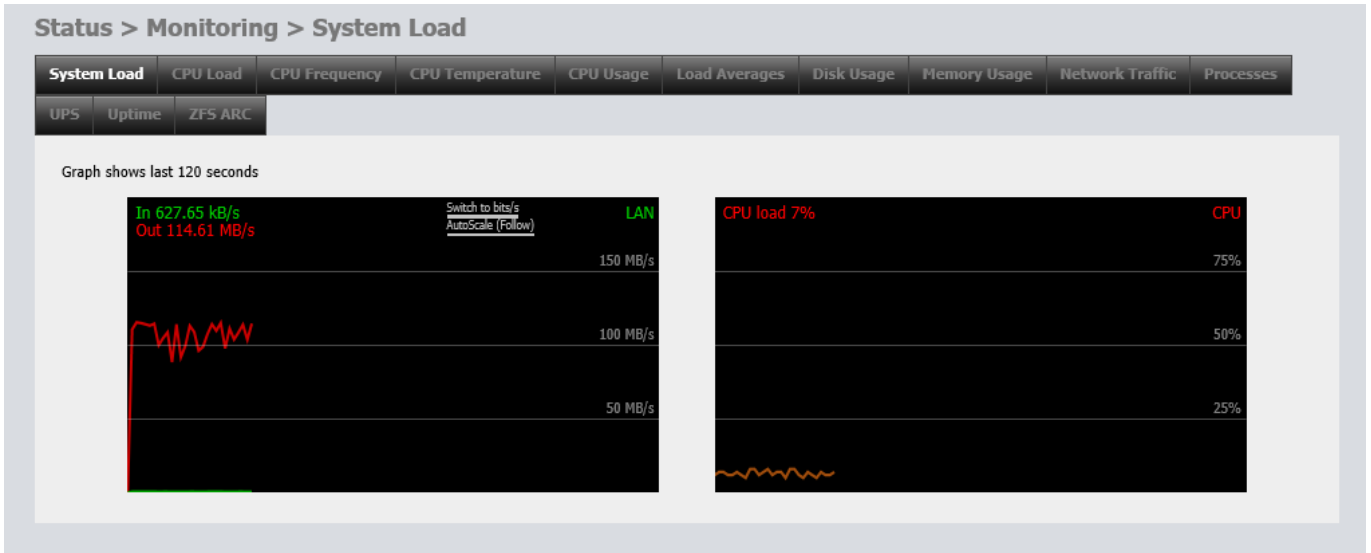 Status > Monitoring > System Load
System Load CPU Load CPU Frequency CPU Temperature CPU Usage Load Averages Disk Usage Memory Usage Network Traffic Processes
UPS Uptime ZFS ARC
Graph shows last 120 seconds
In 627.65 kB/s Switch to bits/s LAN
Out 114.61 MB/s AutoScale (Follow)
150 MB/s
100 MB/s
50 MB/s
CPU load 7% CPU
75%
50%
25%